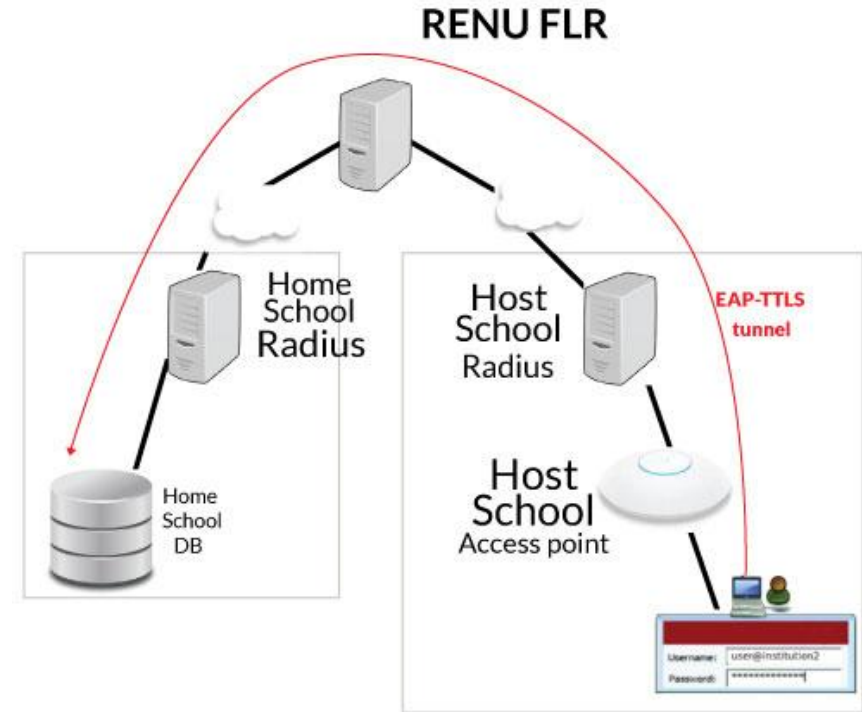 RENU FLR
Home
School
Radius
Host
School
Radius
EAP-TTLS
tunnel
Home
School
DB
Host
School
Access point
Username: user@institution2
Password: *************